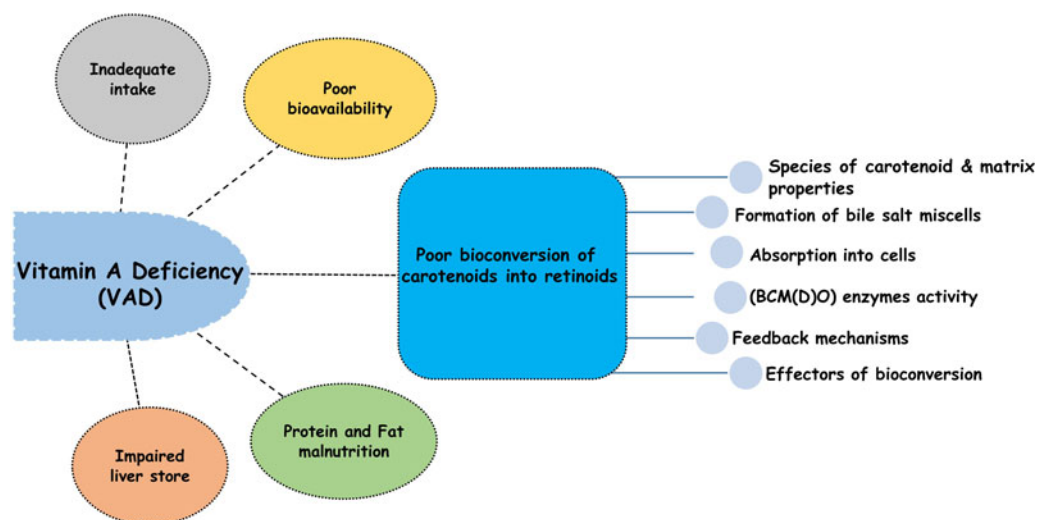 Inadequate
intake
Poor
bioavailability
Vitamin A Deficiency
(VAD)
Impaired
liver store
Protein and Fat
malnutrition
Poor bioconversion of
carotenoids into retinoids
Species of carotenoid & matrix
properties
Formation of bile salt miscells
Absorption into cells
(BCM(D)O) enzymes activity
Feedback mechanisms
Effectors of bioconversion